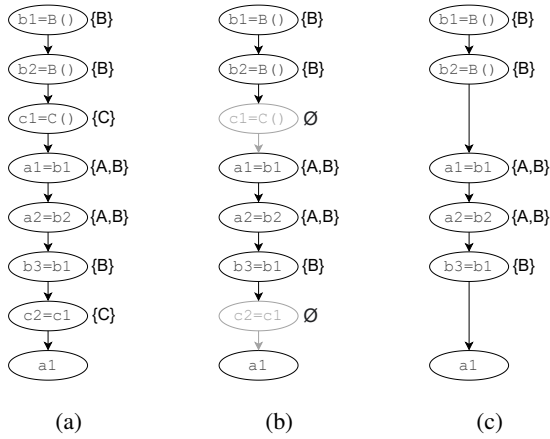 b1=B() {B} b1=B() {B} b1=B() {B}
b2=B() {B} b2=B() {B} b2=B() {B}
c1=C() {C} c1=C() Ø
a1=b1 {A,B} a1=b1 {A,B} a1=b1 {A,B}
a2=b2 {A,B} a2=b2 {A,B} a2=b2 {A,B}
b3=b1 {B} b3=b1 {B} b3=b1 {B}
c2=c1 {C} c2=c1 Ø
a1 a1 a1
(a) (b) (c)